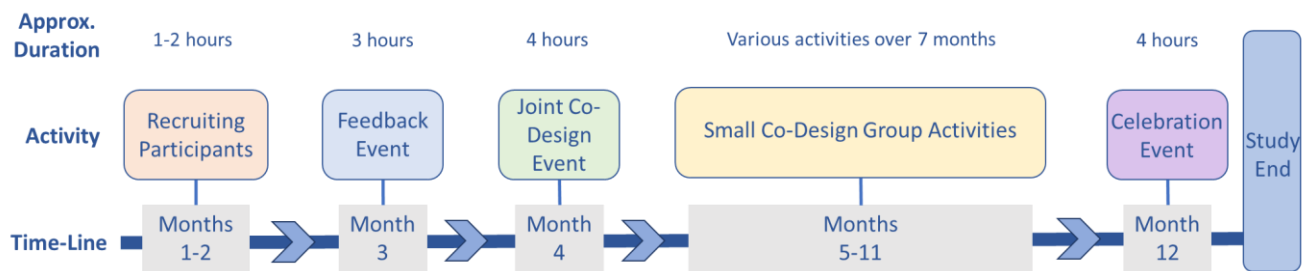 Approx.
Duration
1-2 hours
3 hours
4 hours
Various activities over 7 months
4 hours
Activity
Recruiting
Participants
Feedback
Event
Joint Co-
Design
Event
Small Co-Design Group Activities
Celebration
Event
Study
End
Time-Line
Months
1-2
Month
3
Month
4
Months
5-11
Month
12